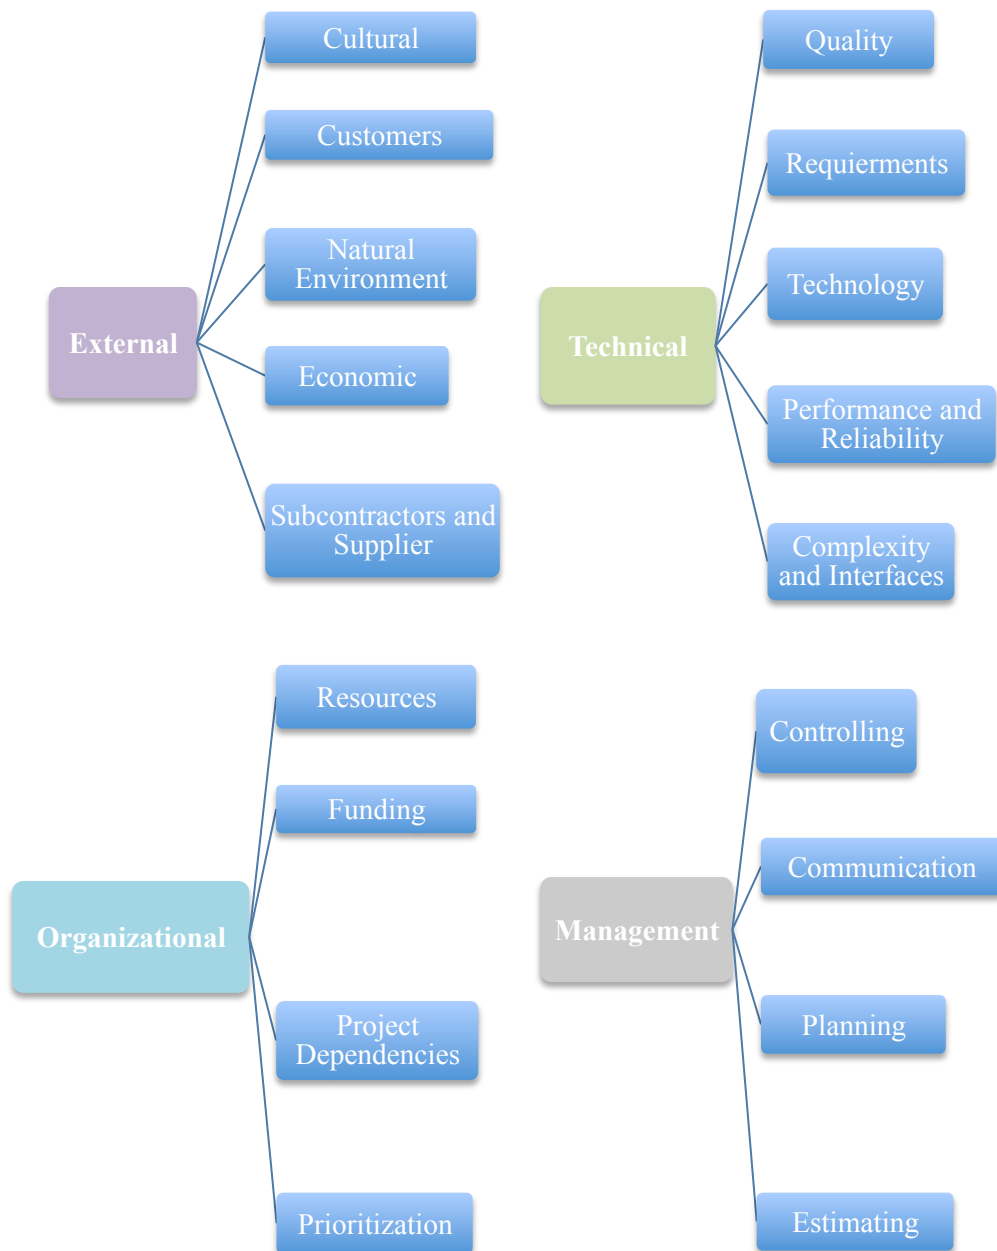 Cultural
Customers
Natural
Environment
External
Economic
Subcontractors and
Supplier
Quality
Requierments
Technology
Technical
Performance and
Reliability
Complexity
and Interfaces
Resources
Funding
Organizational
Project
Dependencies
Prioritization
Controlling
Communication
Management
Planning
Estimating